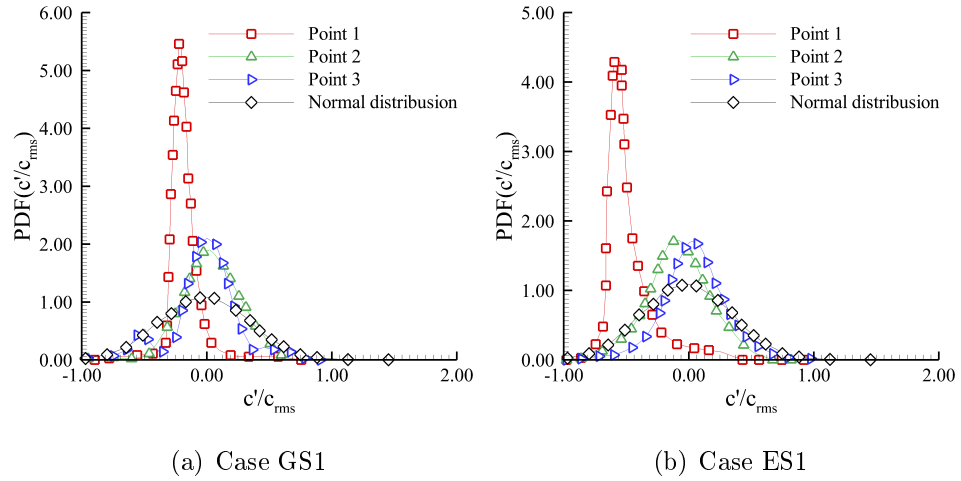 6.00
5.00
4.00
3.00
2.00
1.00
0.00
-1.00 0.00 1.00 2.00
PDF(c'/c_rms)
c'/c_rms
Point 1
Point 2
Point 3
Normal distribusion
(a) Case GS1
5.00
4.00
3.00
2.00
1.00
0.00
-1.00 0.00 1.00 2.00
PDF(c'/c_rms)
c'/c_rms
Point 1
Point 2
Point 3
Normal distribusion
(b) Case ES1